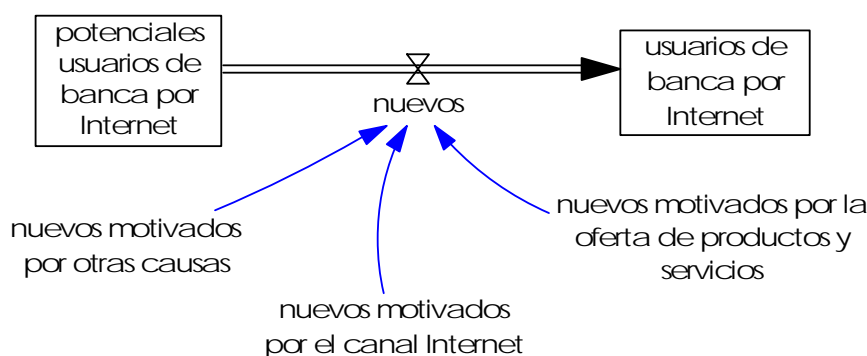 potenciales
usuarios de
banca por
Internet
usuarios de
banca por
Internet
nuevos
nuevos motivados
por otras causas
nuevos motivados
por el canal Internet
nuevos motivados por la
oferta de productos y
servicios